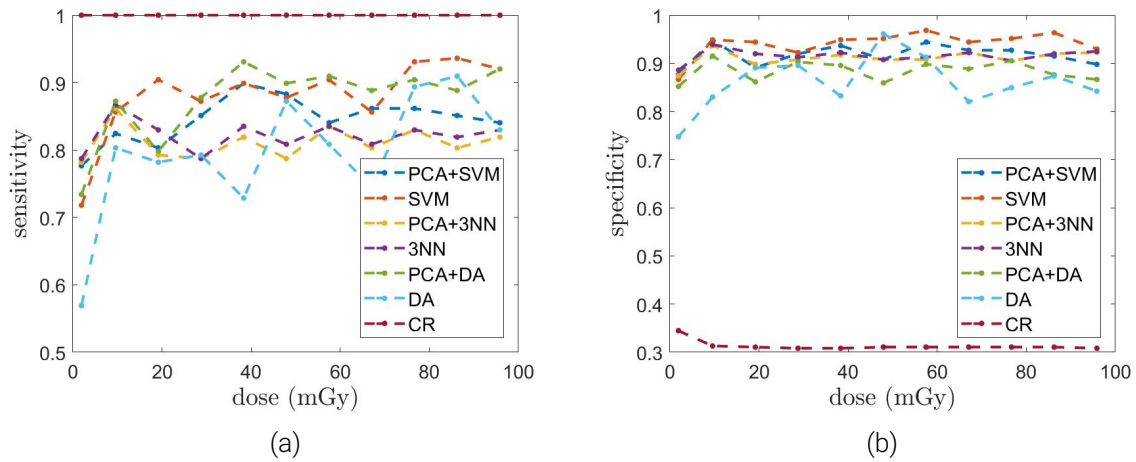 1
0.9
0.8
0.7
0.6
0.5
sensitivity
0 20 40 60 80 100
dose (mGy)
PCA+SVM
SVM
PCA+3NN
3NN
PCA+DA
DA
CR
(a)
1
0.9
0.8
0.7
0.6
0.5
0.4
0.3
specificity
0 20 40 60 80 100
dose (mGy)
PCA+SVM
SVM
PCA+3NN
3NN
PCA+DA
DA
CR
(b)